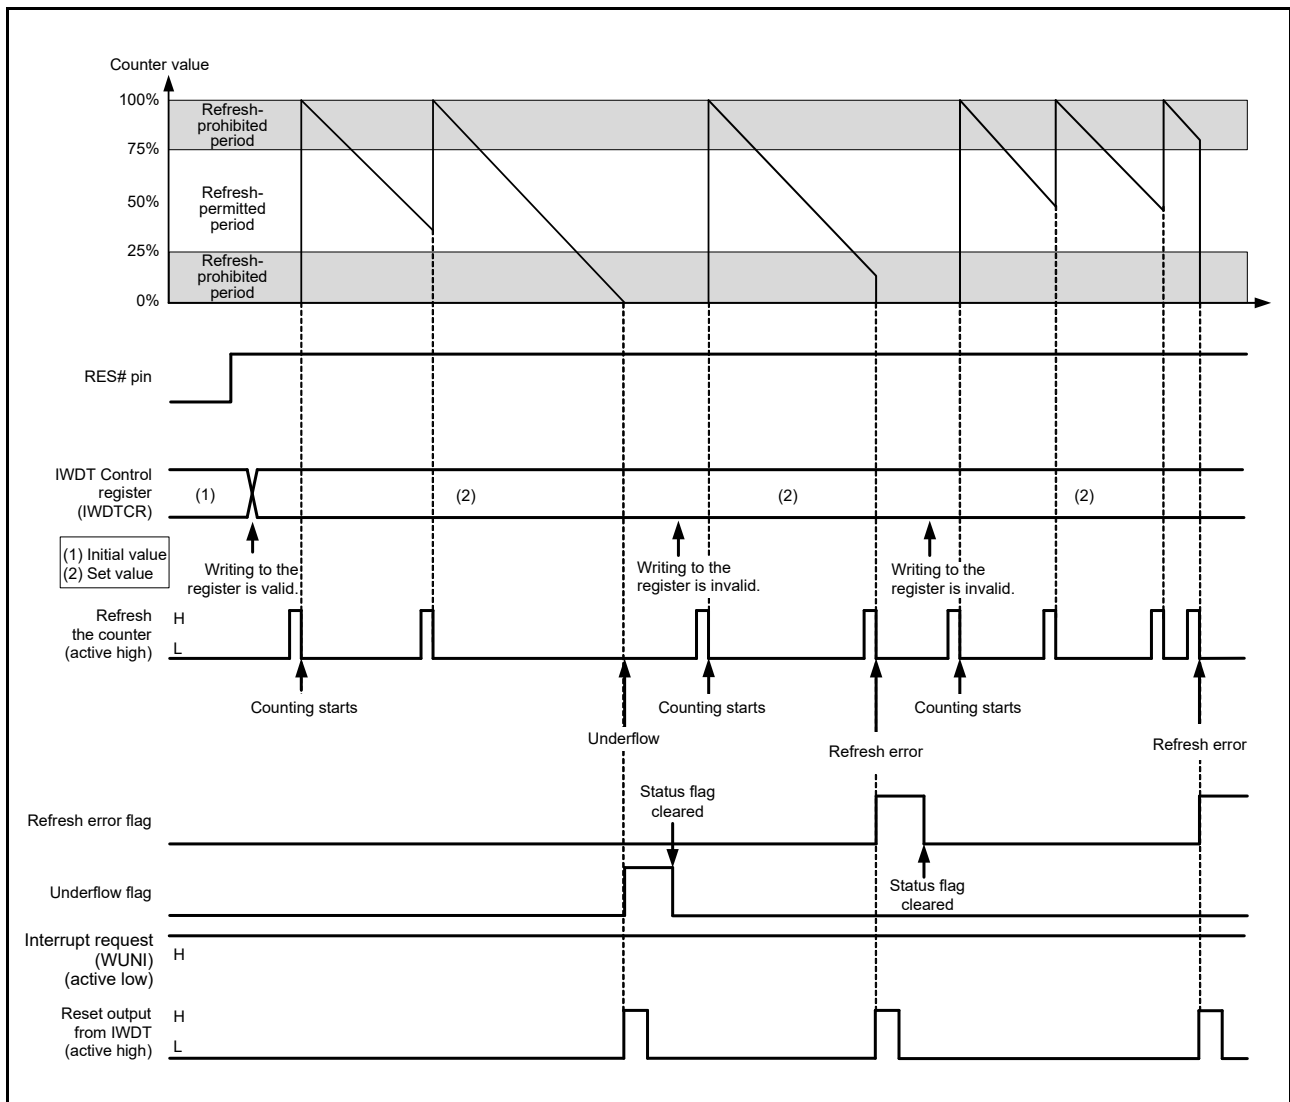 Counter value
100%
Refresh-
prohibited
period
75%
Refresh-
permitted
period
50%
25%
Refresh-
prohibited
period
0%
RES# pin
IWDT Control
register
(IWDTCR)
(1)
(2)
(2)
(2)
(1) Initial value
(2) Set value
Writing to the
register is valid.
Writing to the
register is invalid.
Writing to the
register is invalid.
Refresh
the counter
(active high)
H
L
Counting starts
Counting starts
Counting starts
Underflow
Refresh error
Refresh error
Status flag
cleared
Refresh error flag
Status flag
cleared
Underflow flag
Interrupt request
(WUNI)
(active low)
H
Reset output
from IWDT
(active high)
H
L